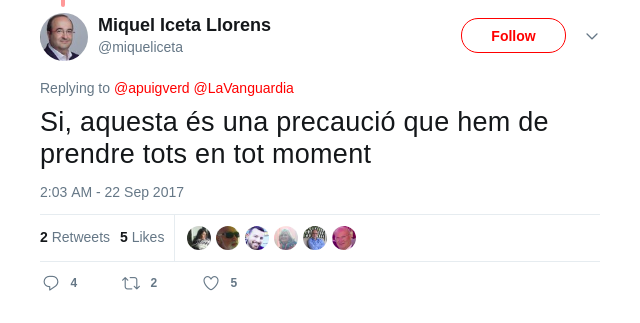 Miquel Iceta Llorens
@miqueliceta
Follow
Replying to @apuigverd @LaVanguardia
Si, aquesta és una precaució que hem de
prendre tots en tot moment
2:03 AM - 22 Sep 2017
2 Retweets 5 Likes
4 2 5